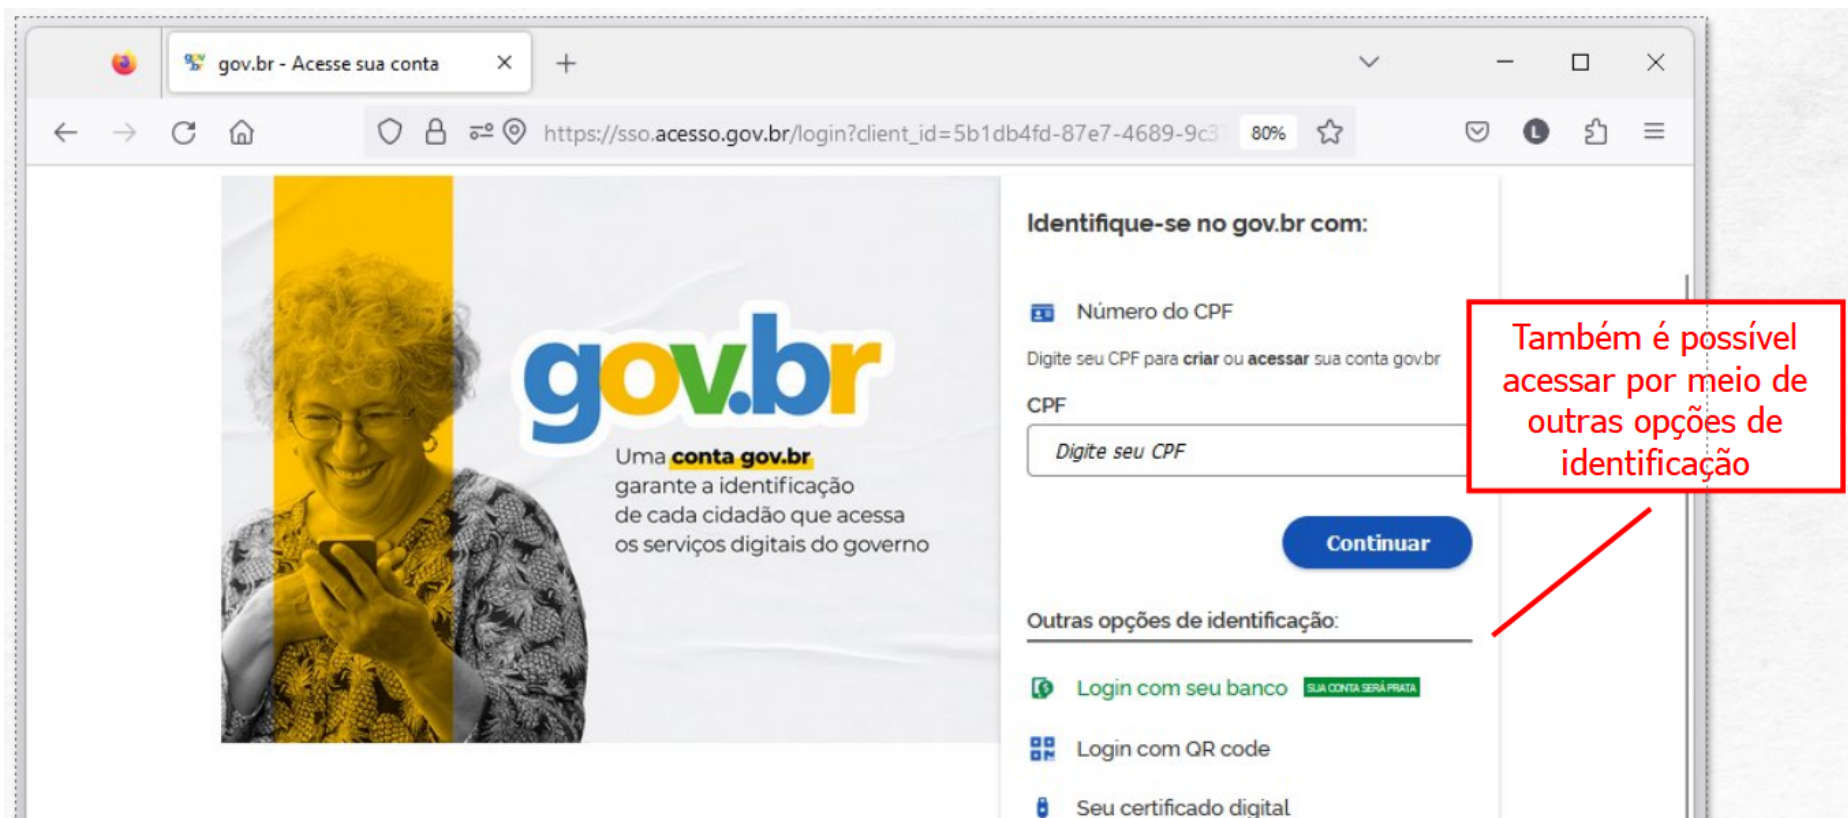 gov.br - Acesse sua conta
https://sso.acesso.gov.br/login?client_id=5b1db4fd-87e7-4689-9c3
80%
L
gov.br
Uma conta gov.br
garante a identificação
de cada cidadão que acessa
os serviços digitais do governo
Identifique-se no gov.br com:
Número do CPF
Digite seu CPF para criar ou acessar sua conta gov.br
CPF
Digite seu CPF
Continuar
Outras opções de identificação:
Login com seu banco SUA CONTA SERÁ PRATA
Login com QR code
Seu certificado digital
Também é possível
acessar por meio de
outras opções de
identificação